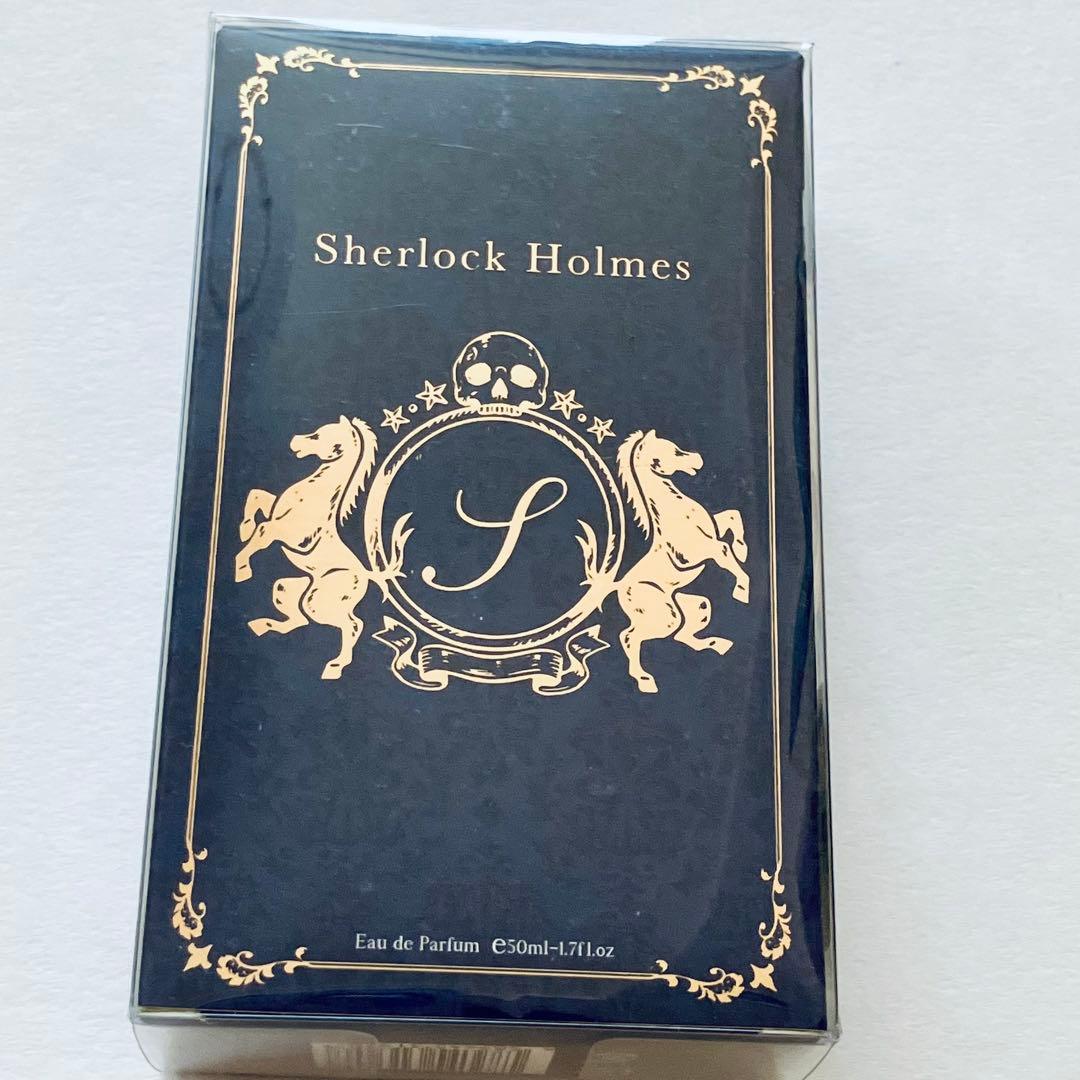 Sherlock Holmes
S
Eau de Parfum ℮50ml-1.7fl.oz